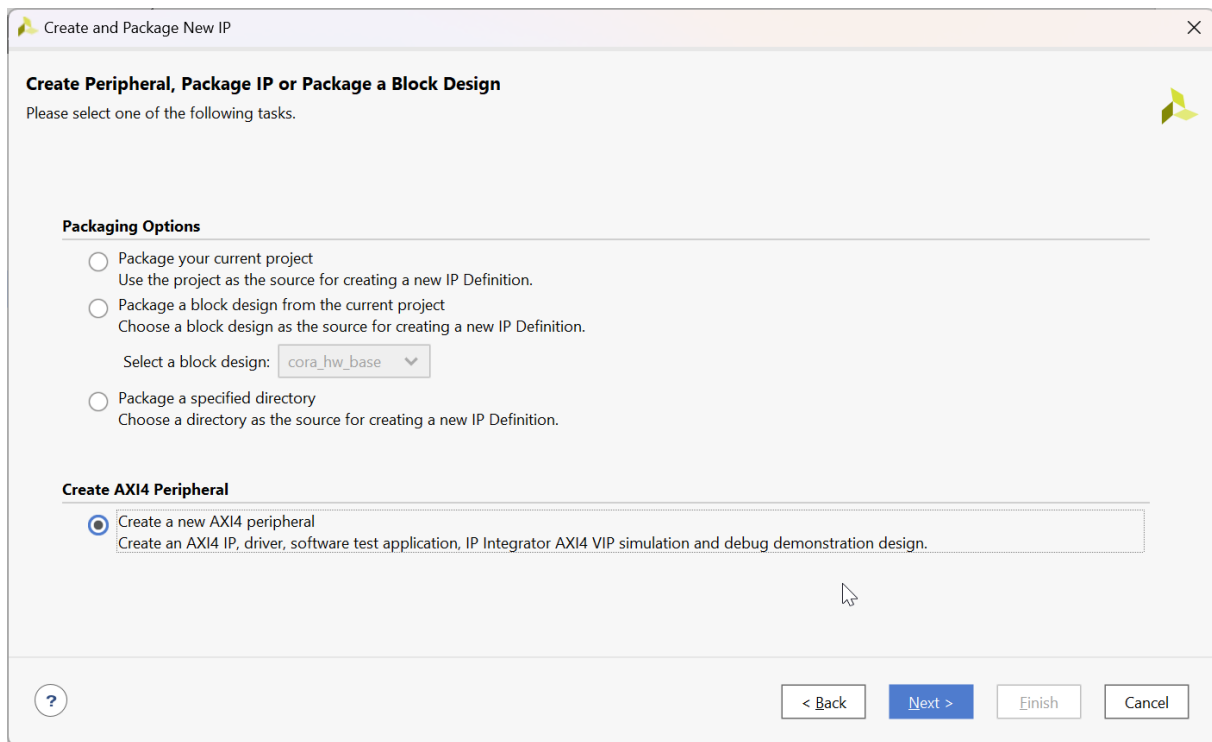 Create and Package New IP
Create Peripheral, Package IP or Package a Block Design
Please select one of the following tasks.
Packaging Options
Package your current project
Use the project as the source for creating a new IP Definition.
Package a block design from the current project
Choose a block design as the source for creating a new IP Definition.
Select a block design: cora_hw_base
Package a specified directory
Choose a directory as the source for creating a new IP Definition.
Create AXI4 Peripheral
Create a new AXI4 peripheral
Create an AXI4 IP, driver, software test application, IP Integrator AXI4 VIP simulation and debug demonstration design.
? < Back Next > Finish Cancel